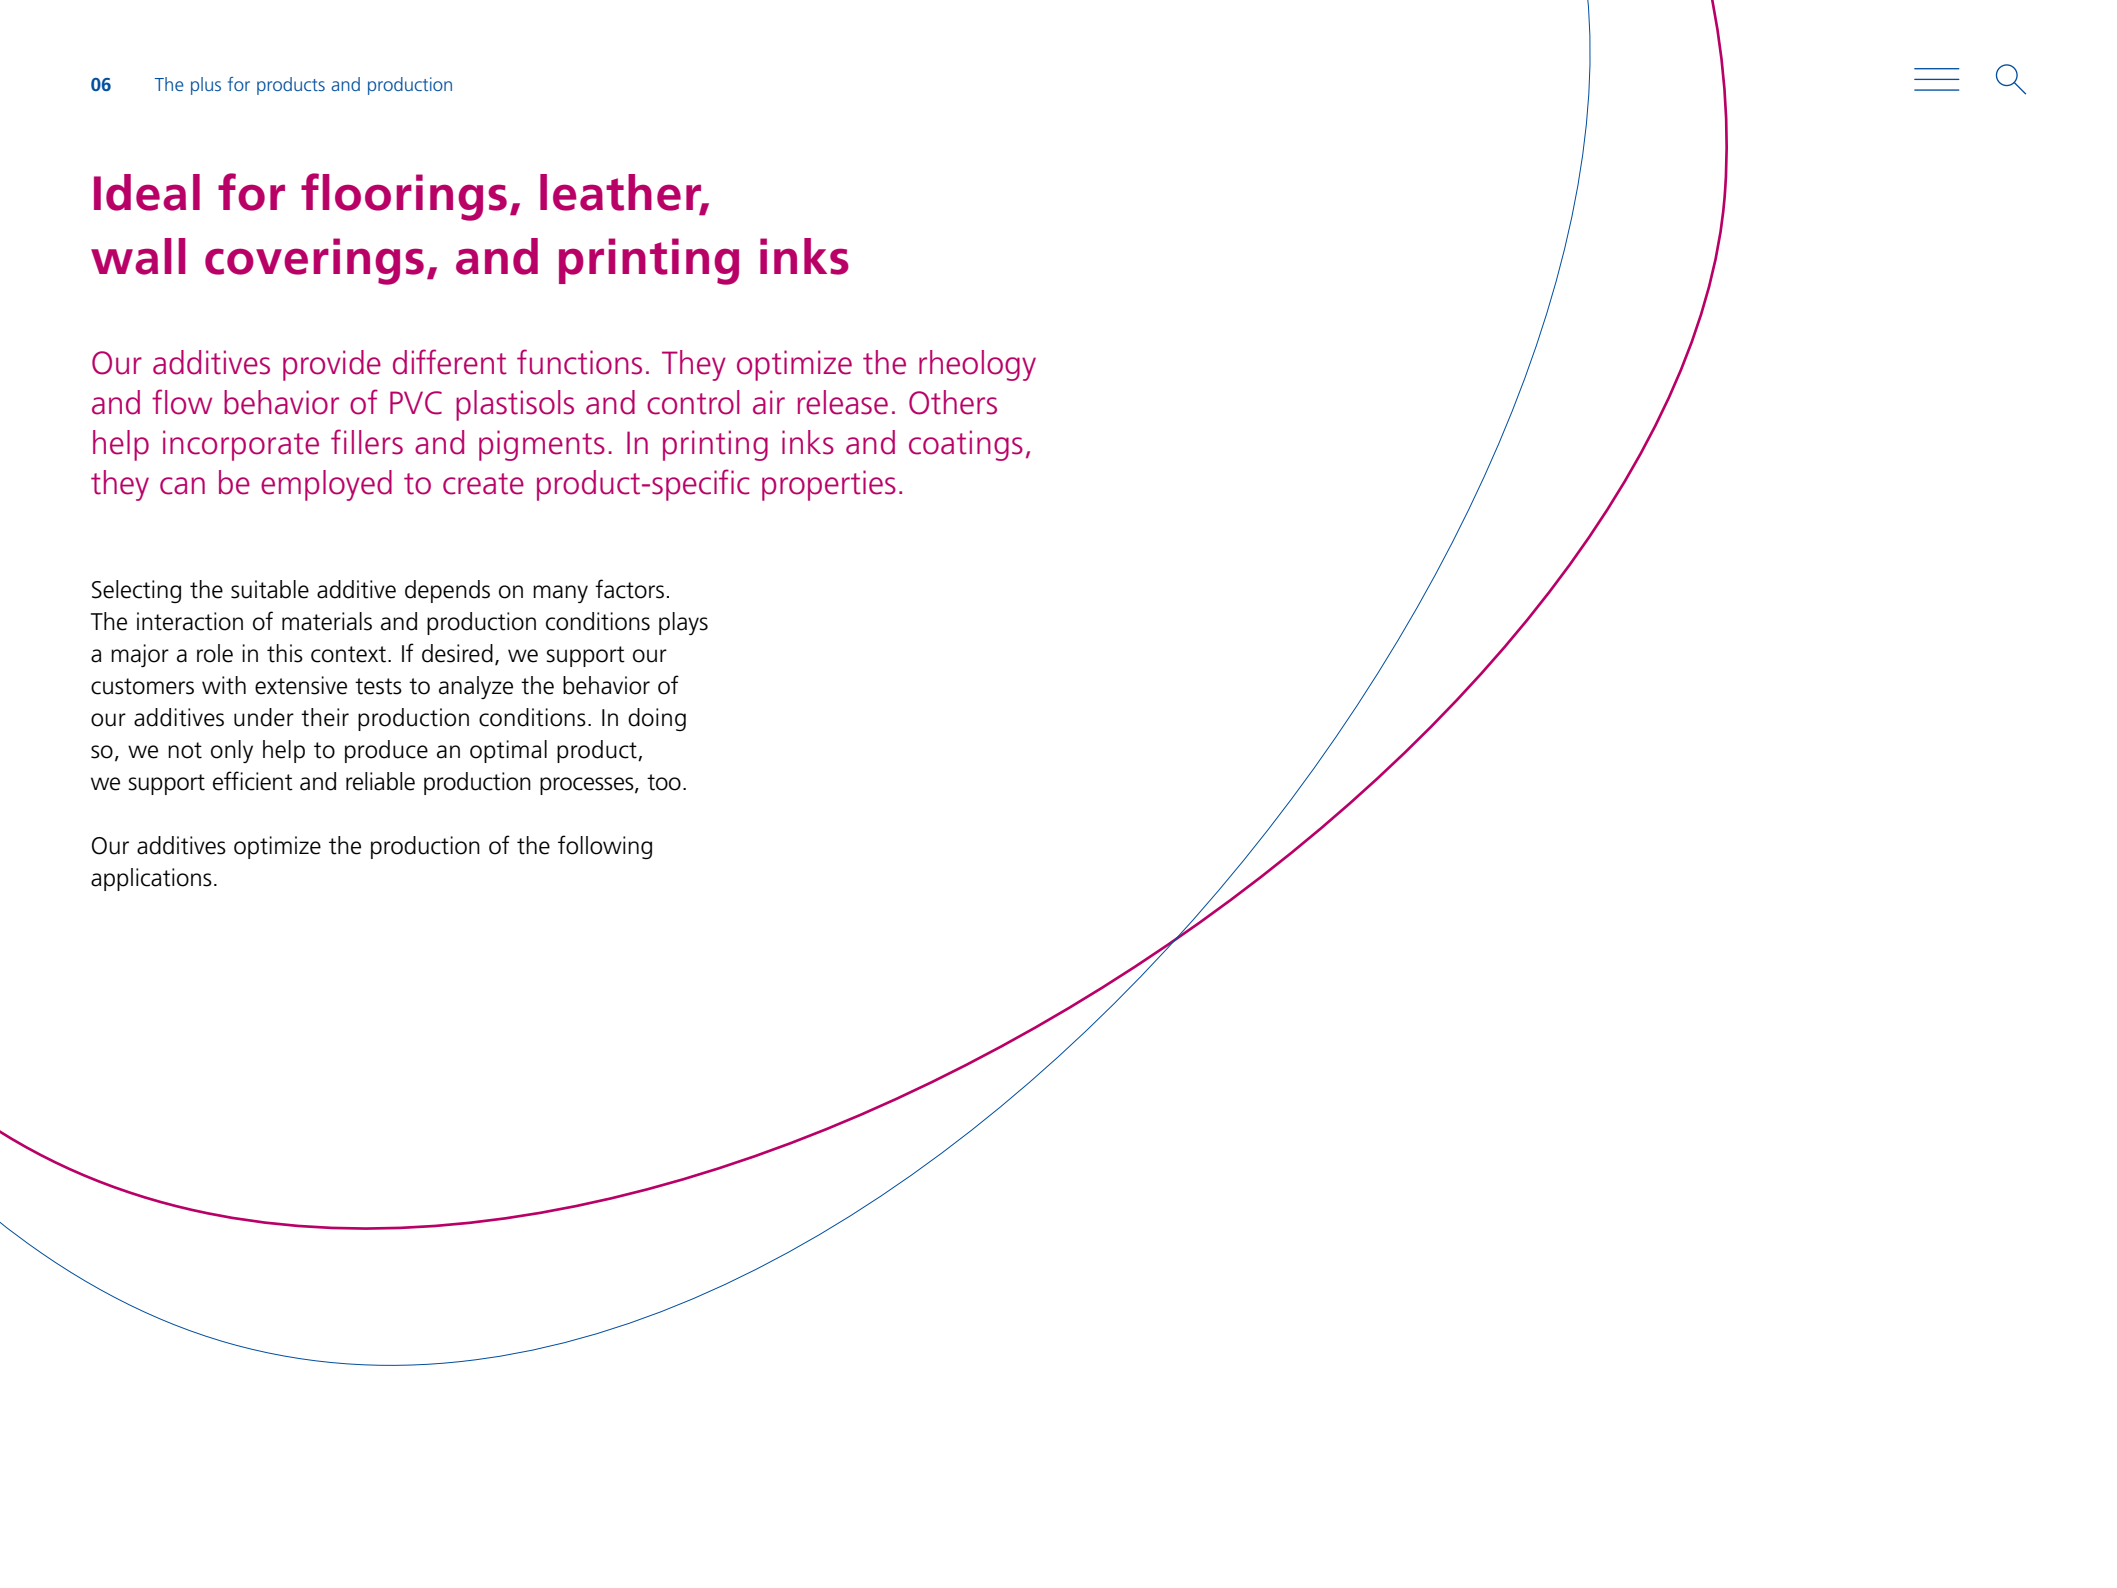 06 The plus for products and production
Ideal for floorings, leather,
wall coverings, and printing inks
Our additives provide different functions. They optimize the rheology
and flow behavior of PVC plastisols and control air release. Others
help incorporate fillers and pigments. In printing inks and coatings,
they can be employed to create product-specific properties.
Selecting the suitable additive depends on many factors.
The interaction of materials and production conditions plays
a major a role in this context. If desired, we support our
customers with extensive tests to analyze the behavior of
our additives under their production conditions. In doing
so, we not only help to produce an optimal product,
we support efficient and reliable production processes, too.
Our additives optimize the production of the following
applications.